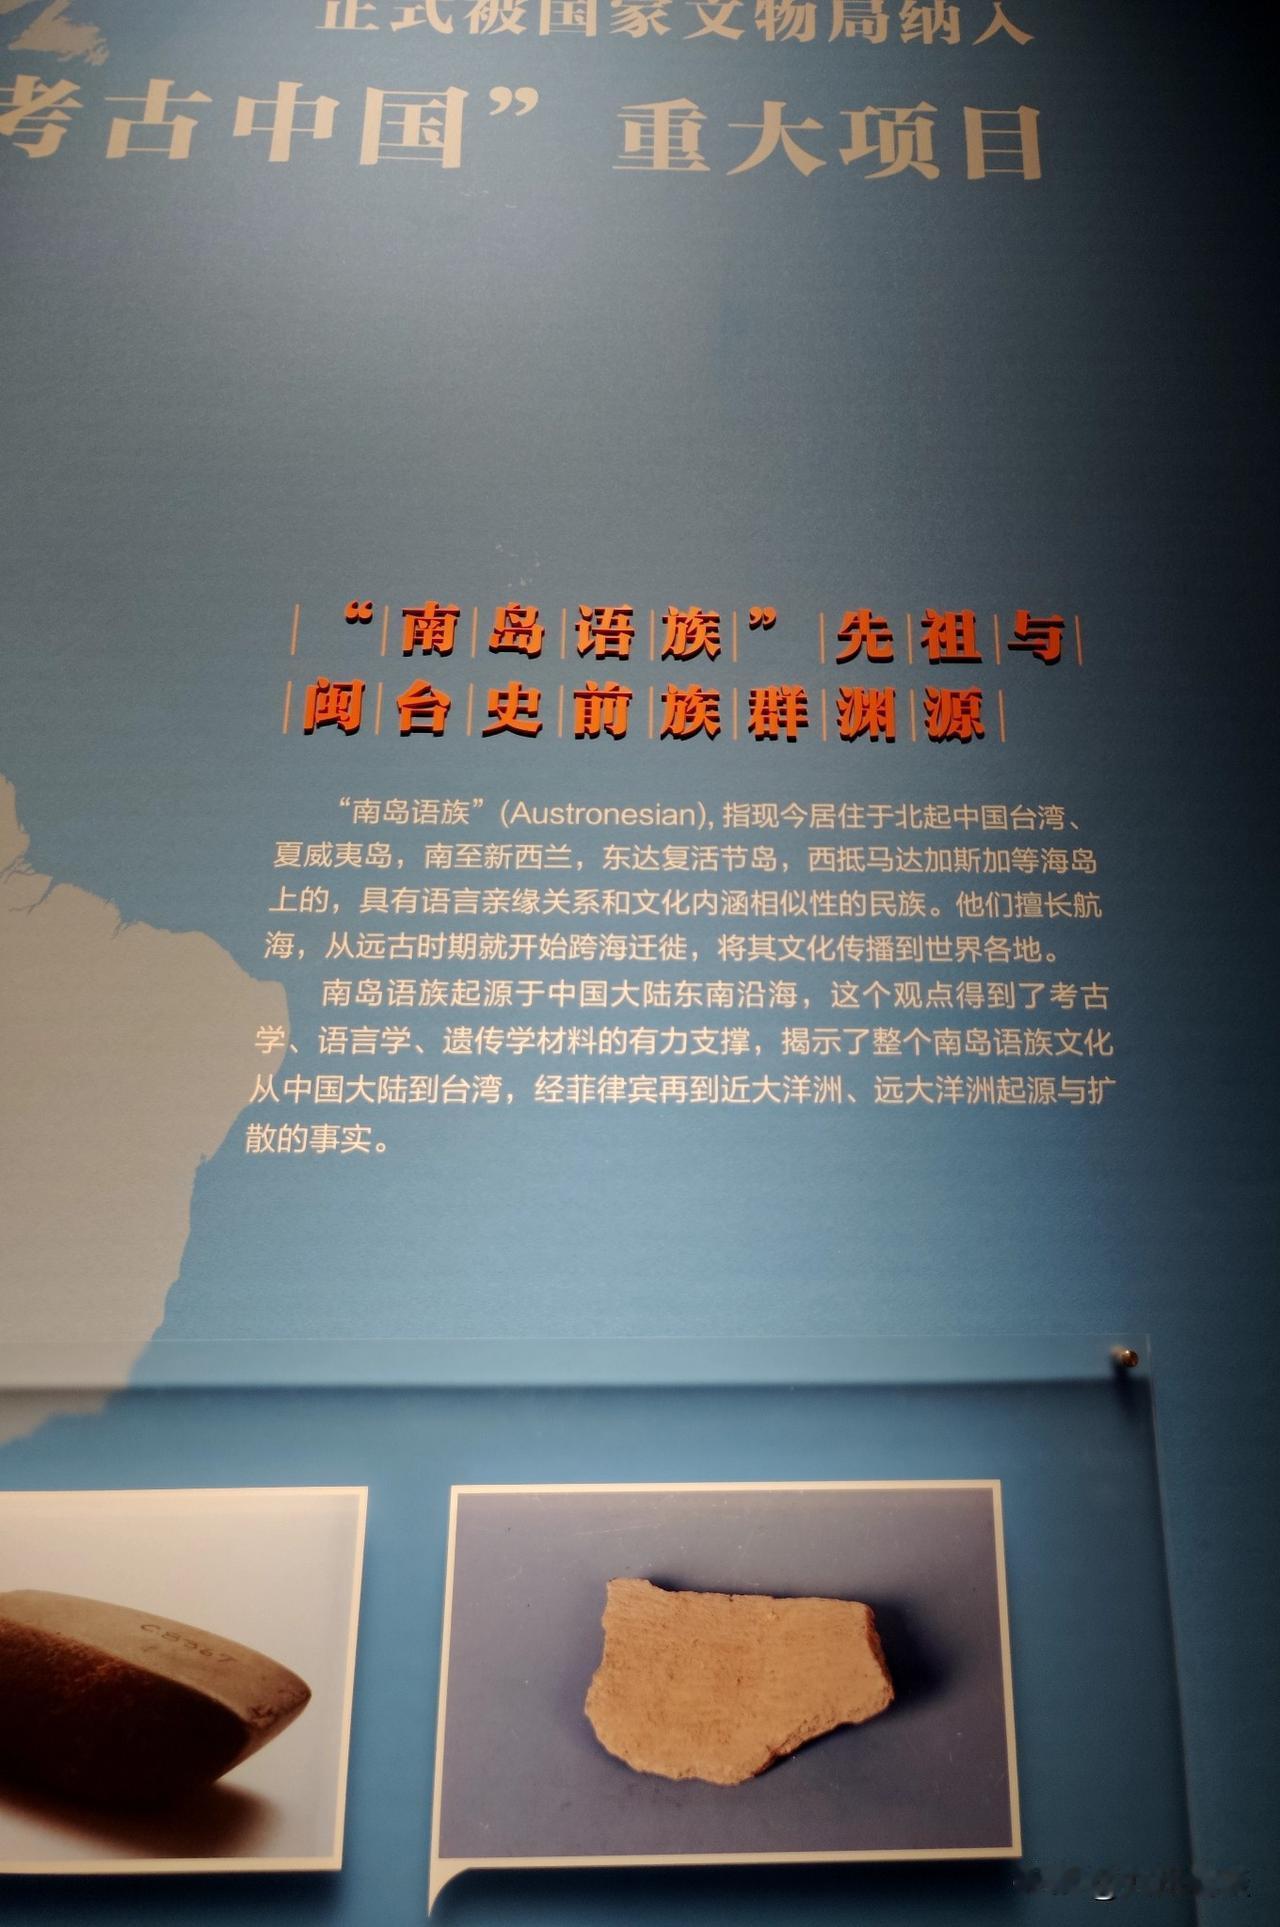 正式被国家文物局纳入
考古中国”重大项目
“南岛语族”先祖与
闽台史前族群渊源
“南岛语族”(Austronesian), 指现今居住于北起中国台湾、
夏威夷岛，南至新西兰，东达复活节岛，西抵马达加斯加等海岛
上的，具有语言亲缘关系和文化内涵相似性的民族。他们擅长航
海，从远古时期就开始跨海迁徙，将其文化传播到世界各地。
南岛语族起源于中国大陆东南沿海，这个观点得到了考古
学、语言学、遗传学材料的有力支撑，揭示了整个南岛语族文化
从中国大陆到台湾，经菲律宾再到近大洋洲、远大洋洲起源与扩
散的事实。